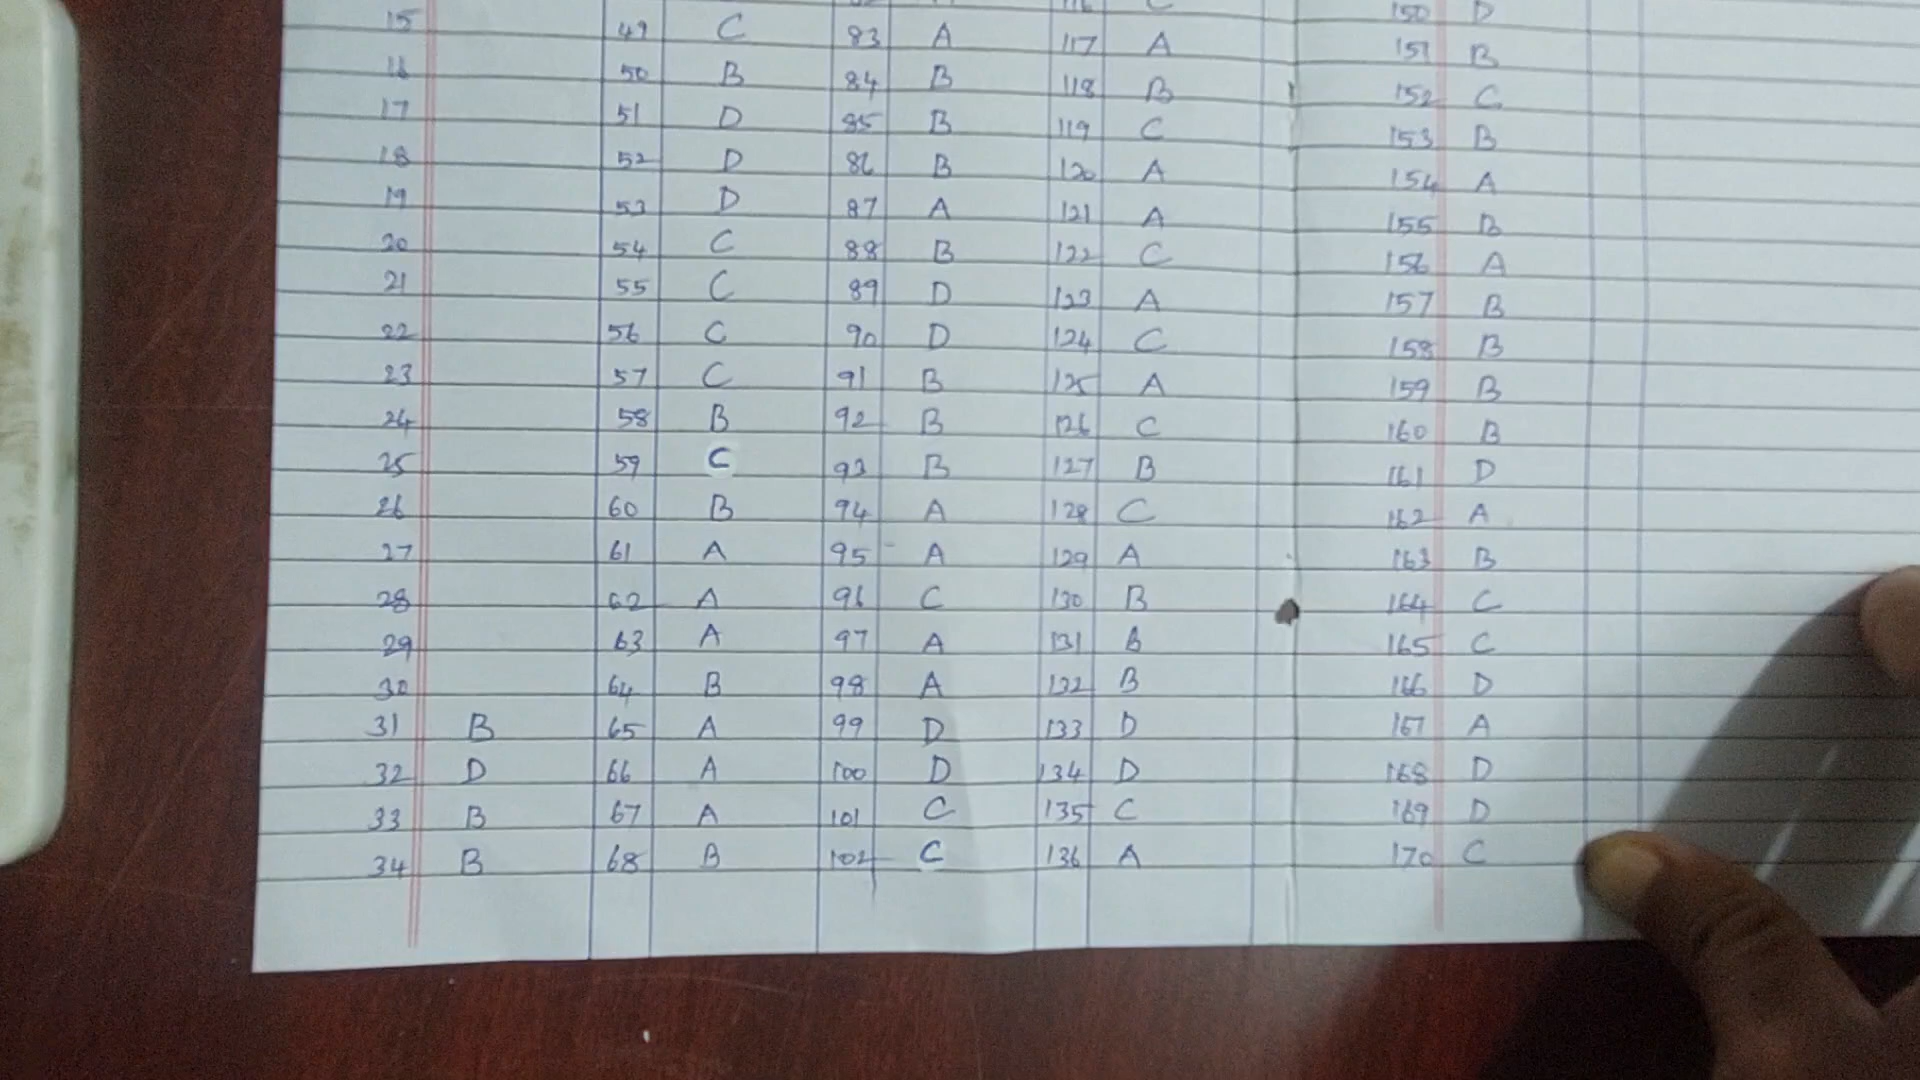 116 C 150 D
15 49 C 83 A 117 A 151 B
16 50 B 84 B 118 B 152 C
17 51 D 85 B 119 C 153 B
18 52 D 86 B 120 A 154 A
19 53 D 87 A 121 A 155 B
20 54 C 88 B 122 C 156 A
21 55 C 89 D 123 A 157 B
22 56 C 90 D 124 C 158 B
23 57 C 91 B 125 A 159 B
24 58 B 92 B 126 C 160 B
25 59 C 93 B 127 B 161 D
26 60 B 94 A 128 C 162 A
27 61 A 95 A 129 A 163 B
28 62 A 96 C 130 B 164 C
29 63 A 97 A 131 B 165 C
30 64 B 98 A 132 B 166 D
31 B 65 A 99 D 133 D 167 A
32 D 66 A 100 D 134 D 168 D
33 B 67 A 101 C 135 C 169 D
34 B 68 B 102 C 136 A 170 C